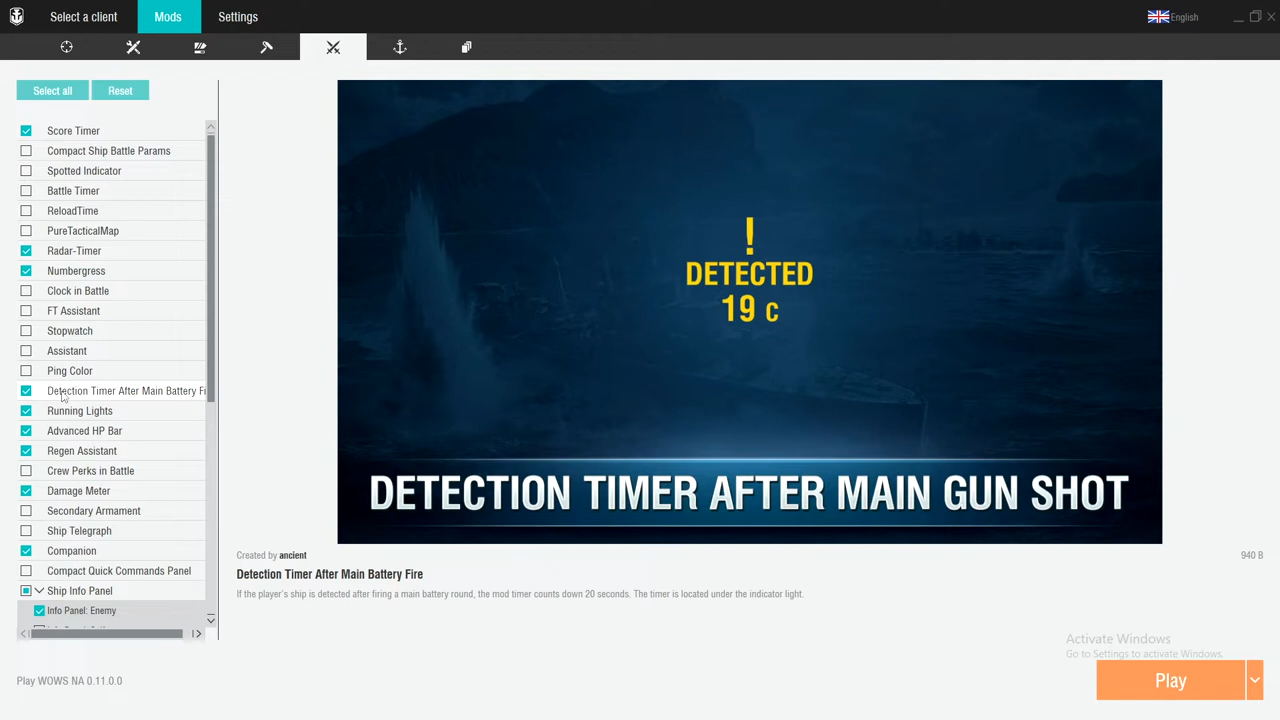 Select a client
Mods
Settings
English
Select all
Reset
Score Timer
Compact Ship Battle Params
Spotted Indicator
Battle Timer
ReloadTime
PureTacticalMap
Radar-Timer
Numbergress
Clock in Battle
FT Assistant
Stopwatch
Assistant
Ping Color
Detection Timer After Main Battery Fi
Running Lights
Advanced HP Bar
Regen Assistant
Crew Perks in Battle
Damage Meter
Secondary Armament
Ship Telegraph
Companion
Compact Quick Commands Panel
Ship Info Panel
Info Panel: Enemy
!
DETECTED
19 c
DETECTION TIMER AFTER MAIN GUN SHOT
Created by ancient
940 B
Detection Timer After Main Battery Fire
If the player's ship is detected after firing a main battery round, the mod timer counts down 20 seconds. The timer is located under the indicator light.
Activate Windows
Go to Settings to activate Windows.
Play WOWS NA 0.11.0.0
Play